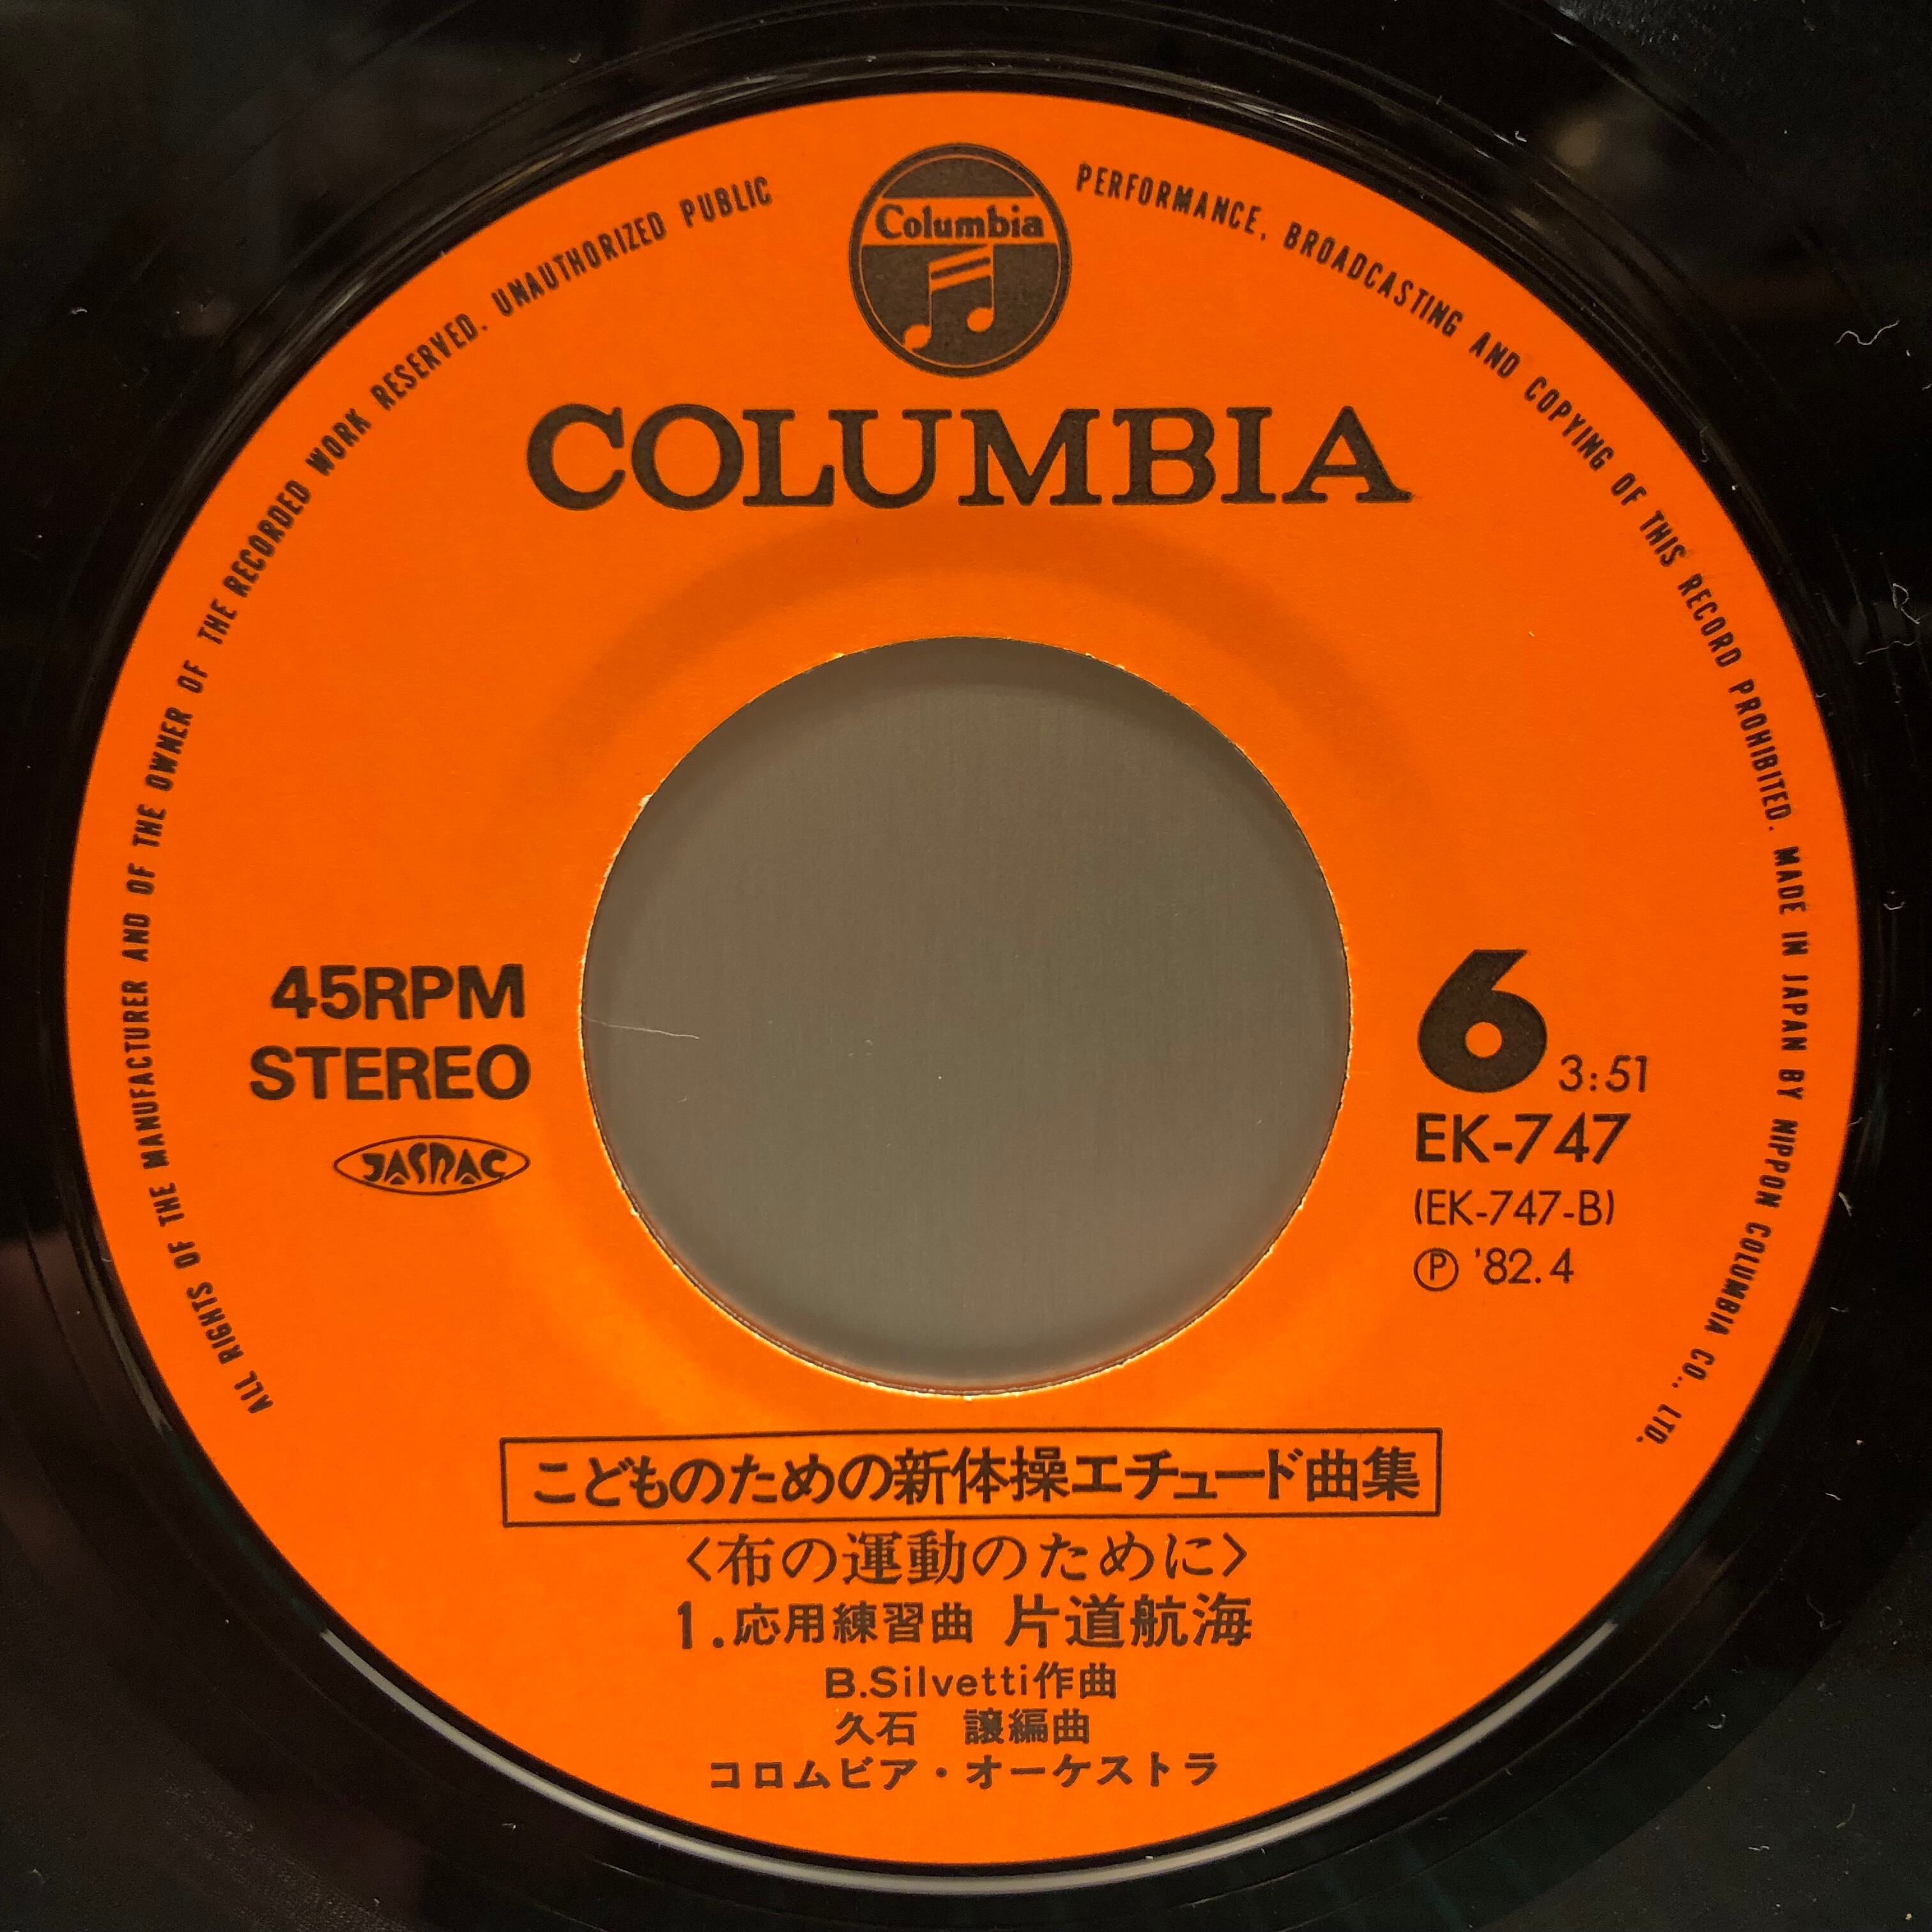 ALL RIGHTS OF THE MANUFACTURER AND OF THE OWNER OF THE RECORDED WORK RESERVED. UNAUTHORIZED PUBLIC PERFORMANCE, BROADCASTING AND COPYING OF THIS RECORD PROHIBITED. MADE IN JAPAN BY NIPPON COLUMBIA CO., LTD.
Columbia
COLUMBIA
45RPM
STEREO
JASRAC
6 3:51
EK-747
(EK-747-B)
Ⓟ '82.4
こどものための新体操エチュード曲集
〈布の運動のために〉
1.応用練習曲 片道航海
B.Silvetti作曲
久石 譲編曲
コロムビア・オーケストラ